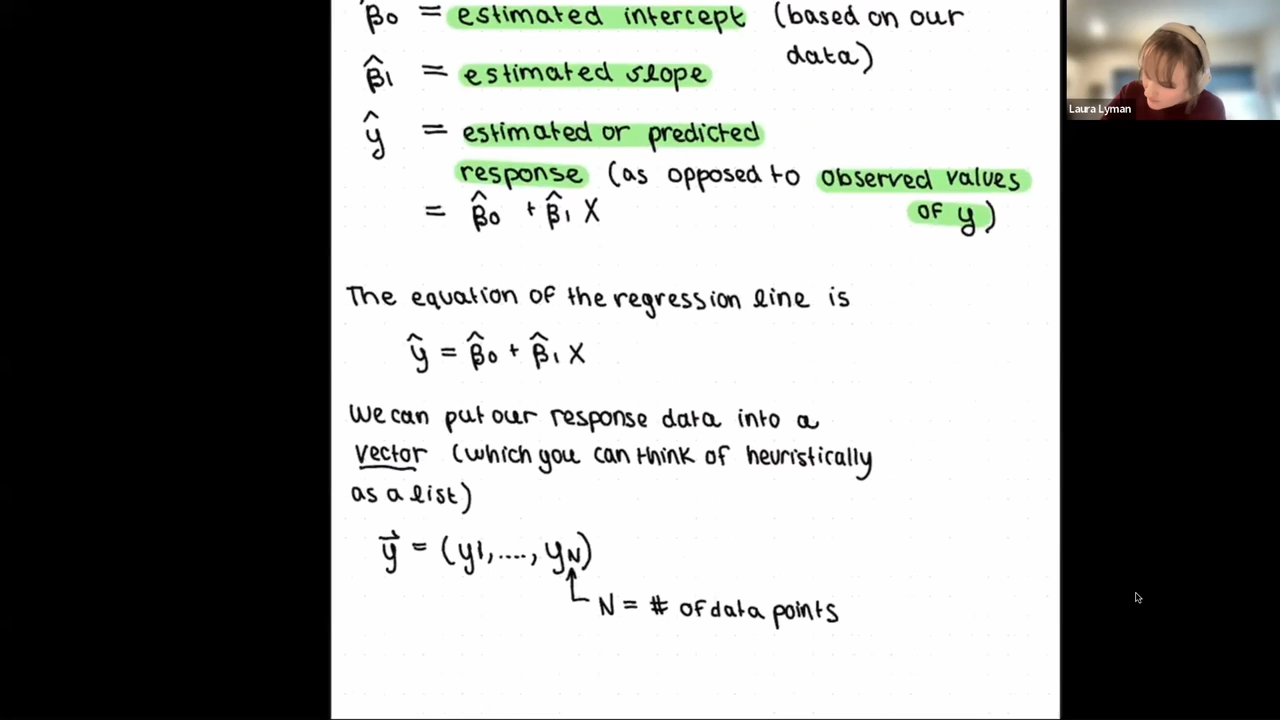 β̂0 = estimated intercept (based on our
data)
β̂1 = estimated slope
ŷ = estimated or predicted
response (as opposed to observed values
of y)
= β̂0 + β̂1 X
The equation of the regression line is
ŷ = β̂0 + β̂1 X
We can put our response data into a
vector (which you can think of heuristically
as a list)
y⃗ = (y1,....., yN)
N = # of data points
Laura Lyman